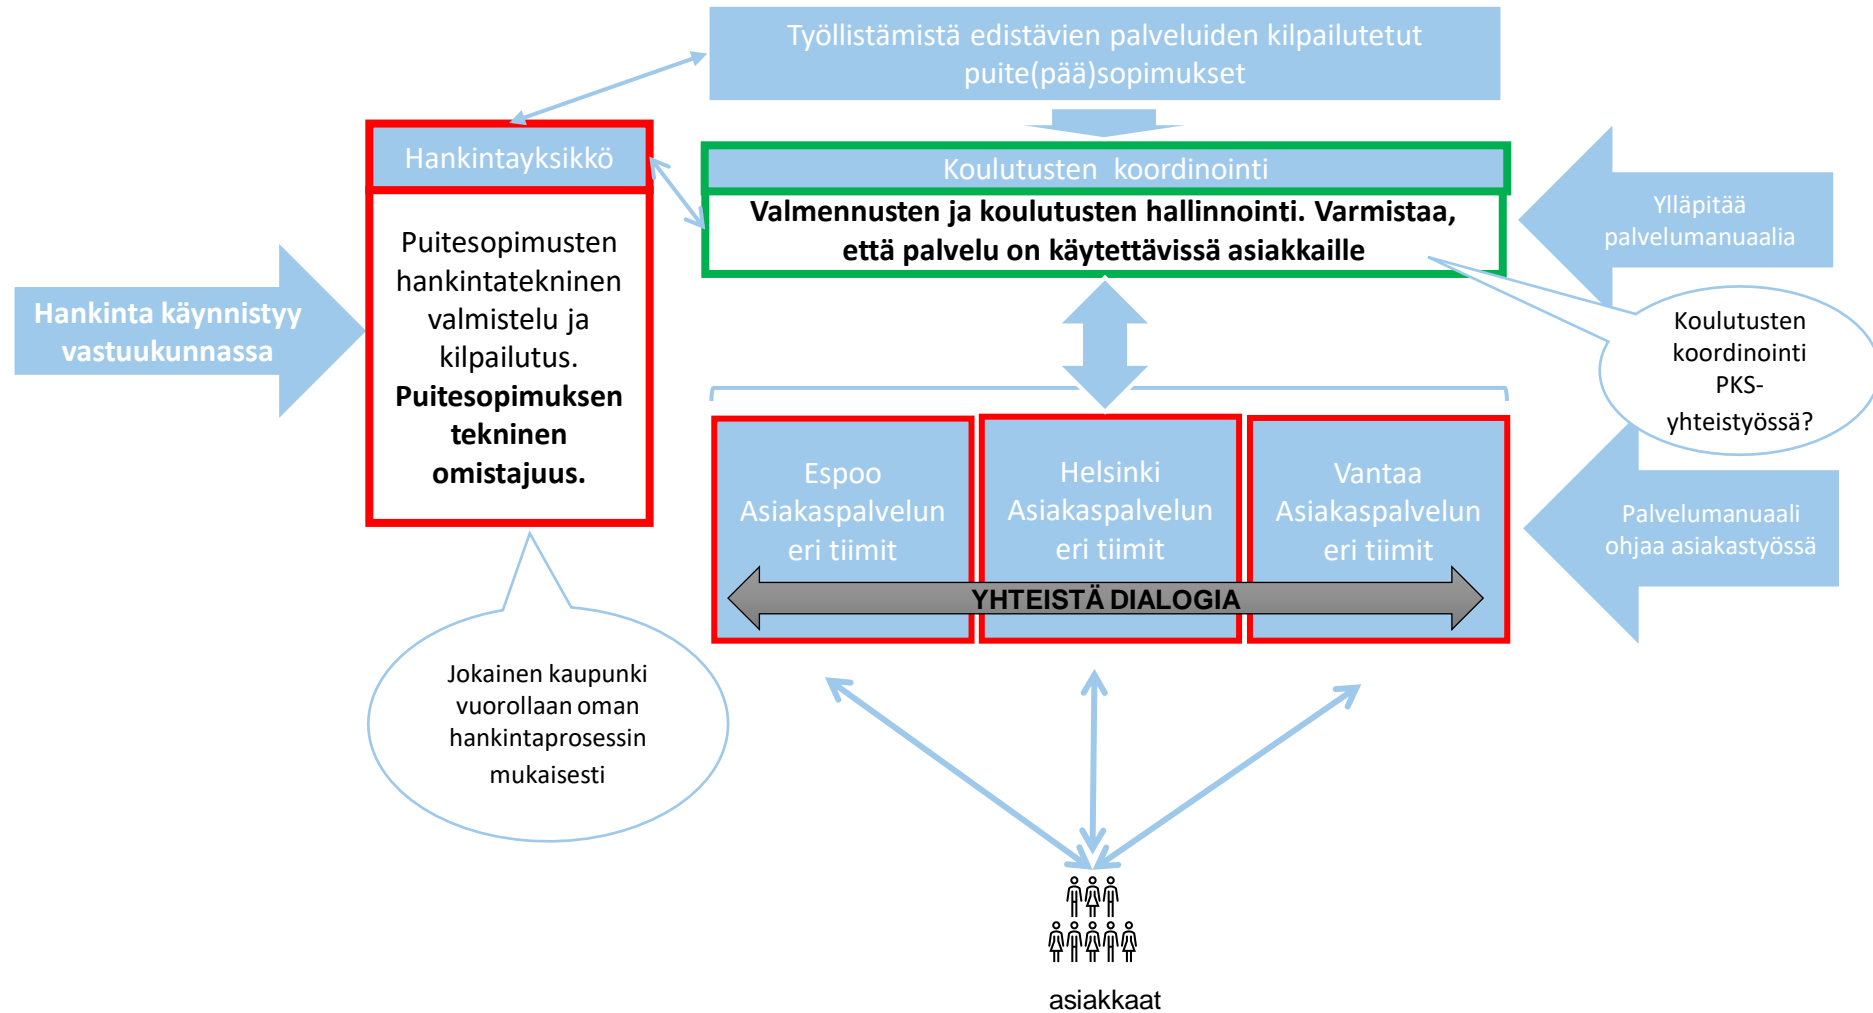 Työllistämistä edistävien palveluiden kilpailutetut
puite(pää)sopimukset
Hankintayksikkö
Koulutusten koordinointi
Valmennusten ja koulutusten hallinnointi. Varmistaa,
että palvelu on käytettävissä asiakkaille
Ylläpitää
palvelumanuaalia
Puitesopimusten
hankintatekninen
valmistelu ja
kilpailutus.
Puitesopimuksen
tekninen
omistajuus.
Hankinta käynnistyy
vastuukunnassa
Koulutusten
koordinointi
PKS-
yhteistyössä?
Espoo
Asiakaspalvelun
eri tiimit
Helsinki
Asiakaspalvelun
eri tiimit
Vantaa
Asiakaspalvelun
eri tiimit
Palvelumanuaali
ohjaa asiakastyössä
YHTEISTÄ DIALOGIA
Jokainen kaupunki
vuorollaan oman
hankintaprosessin
mukaisesti
asiakkaat